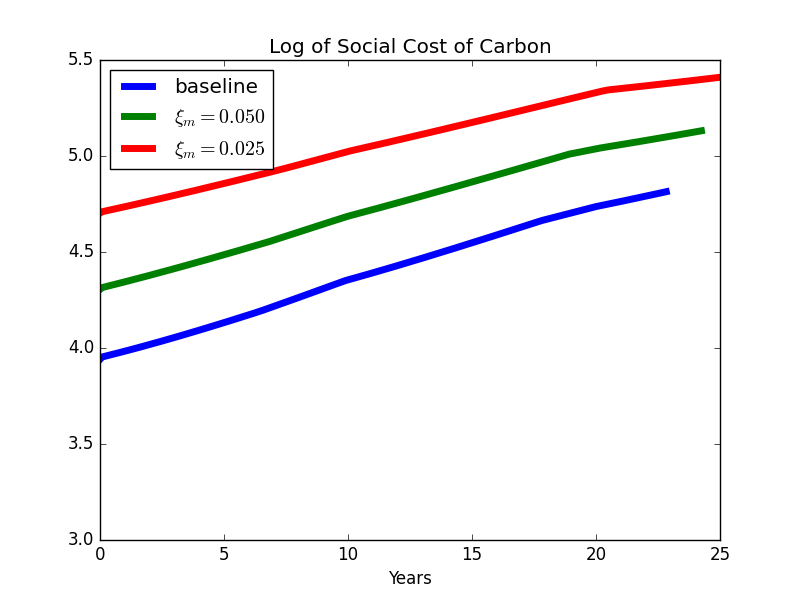 Log of Social Cost of Carbon
5.5
baseline
ξₘ = 0.050
ξₘ = 0.025
5.0
4.5
4.0
3.5
3.0
0 5 10 15 20 25
Years